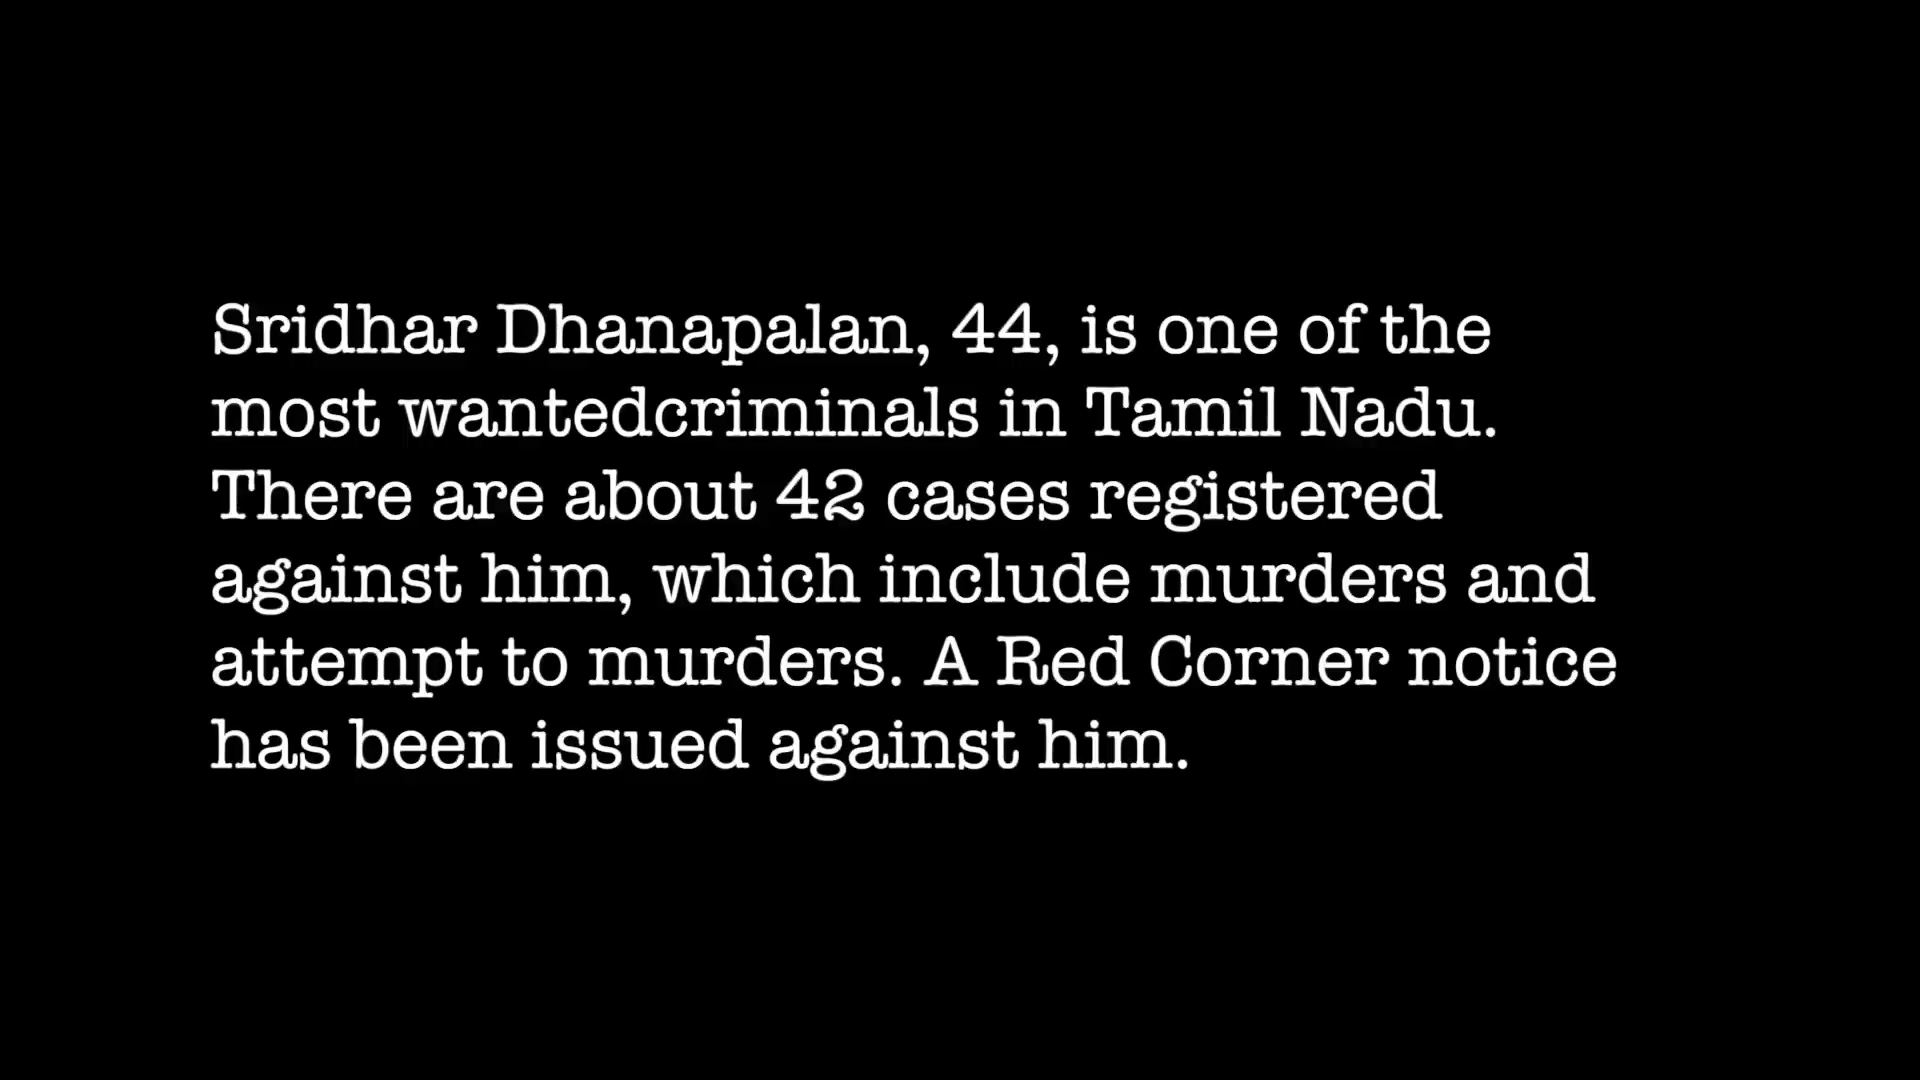 Sridhar Dhanapalan, 44, is one of the
most wantedcriminals in Tamil Nadu.
There are about 42 cases registered
against him, which include murders and
attempt to murders. A Red Corner notice
has been issued against him.